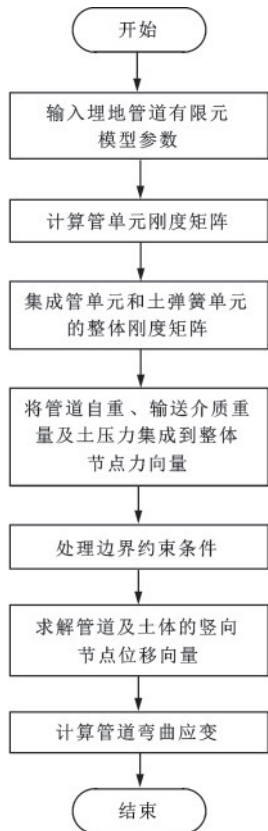 开始
输入埋地管道有限元
模型参数
计算管单元刚度矩阵
集成管单元和土弹簧单元
的整体刚度矩阵
将管道自重、输送介质重
量及土压力集成到整体
节点力向量
处理边界约束条件
求解管道及土体的竖向
节点位移向量
计算管道弯曲应变
结束